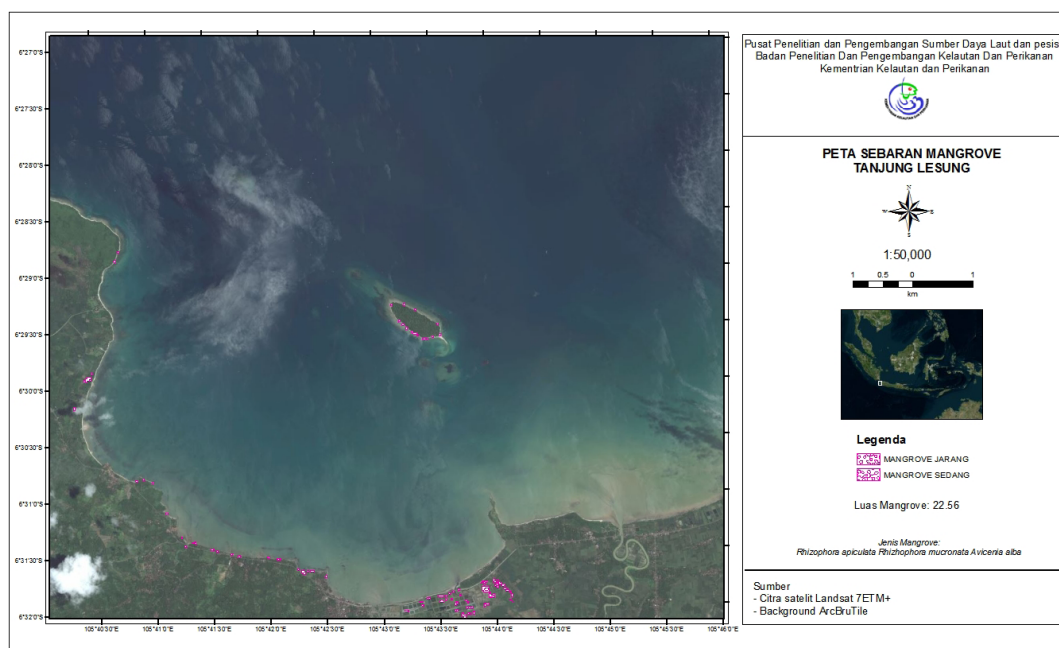 Pusat Penelitian dan Pengembangan Sumber Daya Laut dan pesis
Badan Penelitian Dan Pengembangan Kelautan Dan Perikanan
Kementrian Kelautan dan Perikanan
PETA SEBARAN MANGROVE
TANJUNG LESUNG
N
W E
S
1:50,000
1 0.5 0 1
km
Legenda
MANGROVE JARANG
MANGROVE SEDANG
Luas Mangrove: 22.56
Jenis Mangrove:
Rhizophora apiculata Rhizhophora mucronata Avicenia alba
Sumber
- Citra satelit Landsat 7ETM+
- Background ArcBruTile
6°27'0"S
6°27'30"S
6°28'0"S
6°28'30"S
6°29'0"S
6°29'30"S
6°30'0"S
6°30'30"S
6°31'0"S
6°31'30"S
6°32'0"S
105°40'0"E 105°40'30"E 105°41'0"E 105°41'30"E 105°42'0"E 105°42'30"E 105°43'0"E 105°43'30"E 105°44'0"E 105°44'30"E 105°45'0"E 105°45'30"E 105°46'0"E